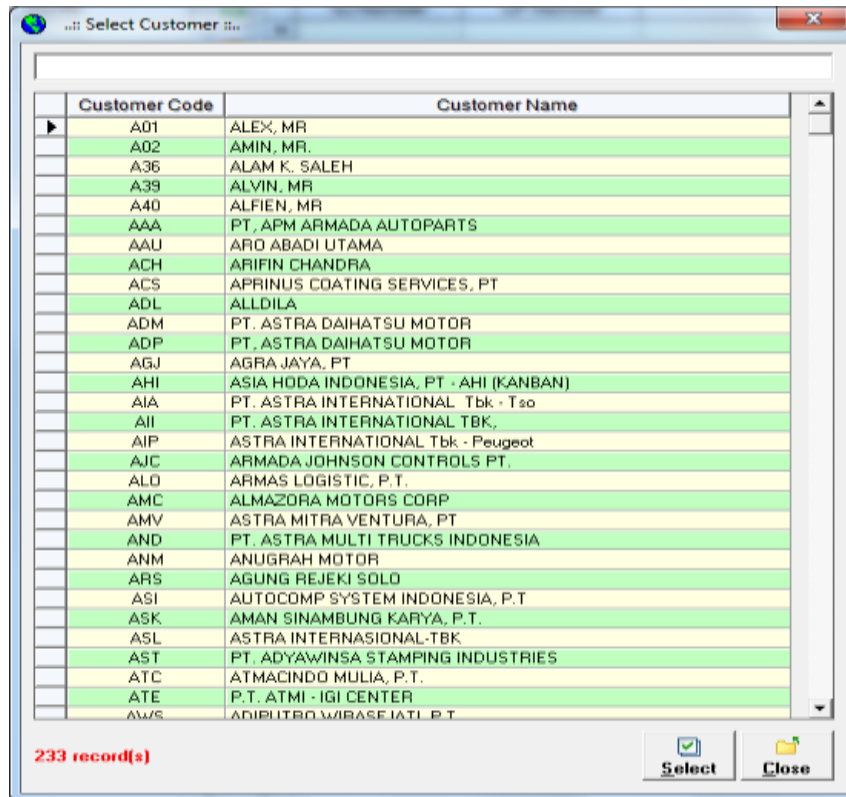 ..:: Select Customer ::..
Customer Code Customer Name
A01 ALEX, MR
A02 AMIN, MR.
A36 ALAM K. SALEH
A39 ALVIN, MR
A40 ALFIEN, MR
AAA PT, APM ARMADA AUTOPARTS
AAU ARO ABADI UTAMA
ACH ARIFIN CHANDRA
ACS APRINUS COATING SERVICES, PT
ADL ALLDILA
ADM PT. ASTRA DAIHATSU MOTOR
ADP PT, ASTRA DAIHATSU MOTOR
AGJ AGRA JAYA, PT
AHI ASIA HODA INDONESIA, PT - AHI (KANBAN)
AIA PT. ASTRA INTERNATIONAL Tbk - Tso
AII PT. ASTRA INTERNATIONAL TBK,
AIP ASTRA INTERNATIONAL Tbk - Peugeot
AJC ARMADA JOHNSON CONTROLS PT.
ALO ARMAS LOGISTIC, P.T.
AMC ALMAZORA MOTORS CORP
AMV ASTRA MITRA VENTURA, PT
AND PT. ASTRA MULTI TRUCKS INDONESIA
ANM ANUGRAH MOTOR
ARS AGUNG REJEKI SOLO
ASI AUTOCOMP SYSTEM INDONESIA, P.T
ASK AMAN SINAMBUNG KARYA, P.T.
ASL ASTRA INTERNASIONAL-TBK
AST PT. ADYAWINSA STAMPING INDUSTRIES
ATC ATMACINDO MULIA, P.T.
ATE P.T. ATMI - IGI CENTER
AWS ADIPUTRO WIRASEJATI, P.T
233 record(s)
Select Close